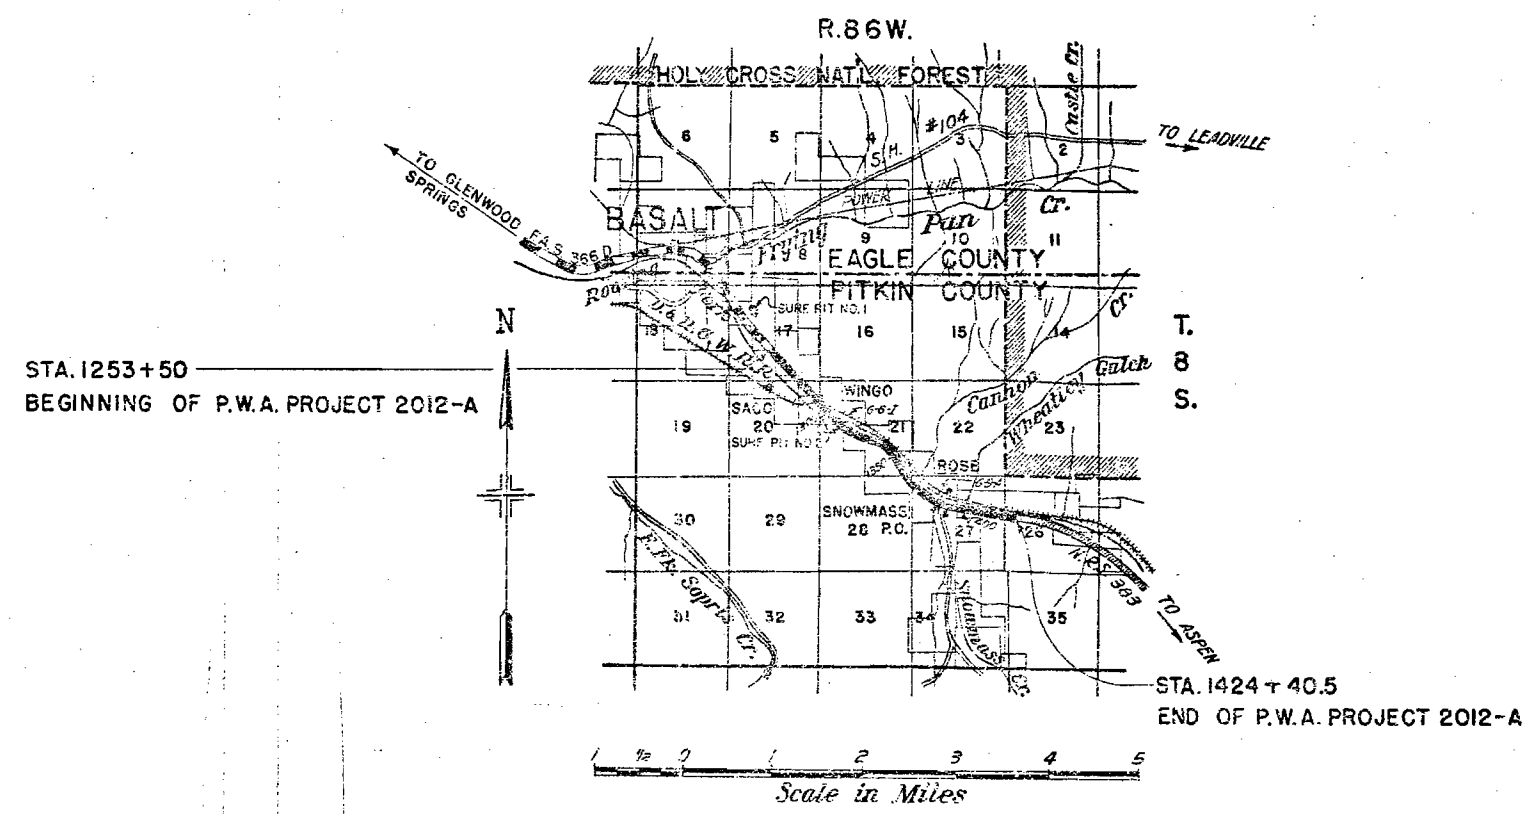 R.86W.
HOLY CROSS NAT'L. FOREST
Castle Cr.
6
5
4
#104
3
2
S. H.
TO LEADVILLE
TO GLENWOOD
SPRINGS
F.A.S. 366 D
BASALT
POWER LINE
Frying Pan Cr.
8
9
10
11
EAGLE COUNTY
PITKIN COUNTY
SURF PIT NO. 1
18
17
16
15
14
Cr.
T.
8
S.
N
STA. 1253+50
BEGINNING OF P.W.A. PROJECT 2012-A
WINGO
Cannon
Wheatley Gulch
19
20
21
22
23
SURF PIT NO. 2
SNOWMASS
P.O.
30
29
28
27
26
E. Fk. Sopris Cr.
383
TO ASPEN
31
32
33
34
35
Snowmass Cr.
STA. 1424+40.5
END OF P.W.A. PROJECT 2012-A
1 1/2 0 1 2 3 4 5
Scale in Miles